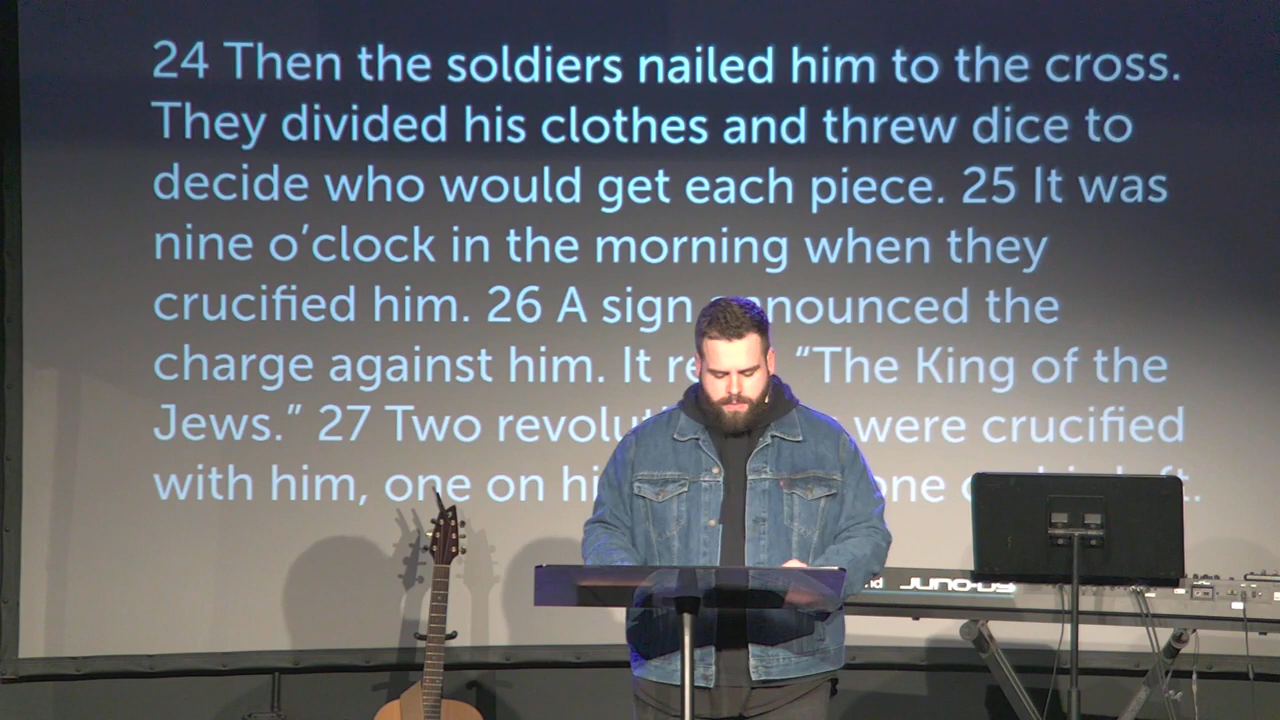 24 Then the soldiers nailed him to the cross.
They divided his clothes and threw dice to
decide who would get each piece. 25 It was
nine o’clock in the morning when they
crucified him. 26 A sign announced the
charge against him. It “The King of the
Jews.” 27 Two were crucified
with him, one on one
JUNO-DS